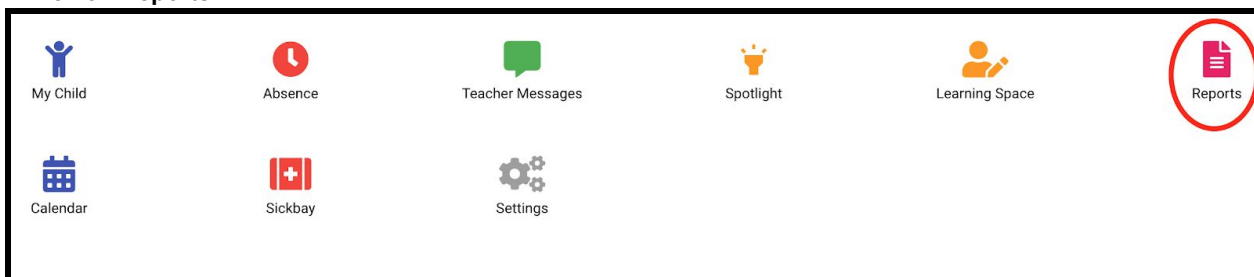 My Child Absence Teacher Messages Spotlight Learning Space Reports
Calendar Sickbay Settings